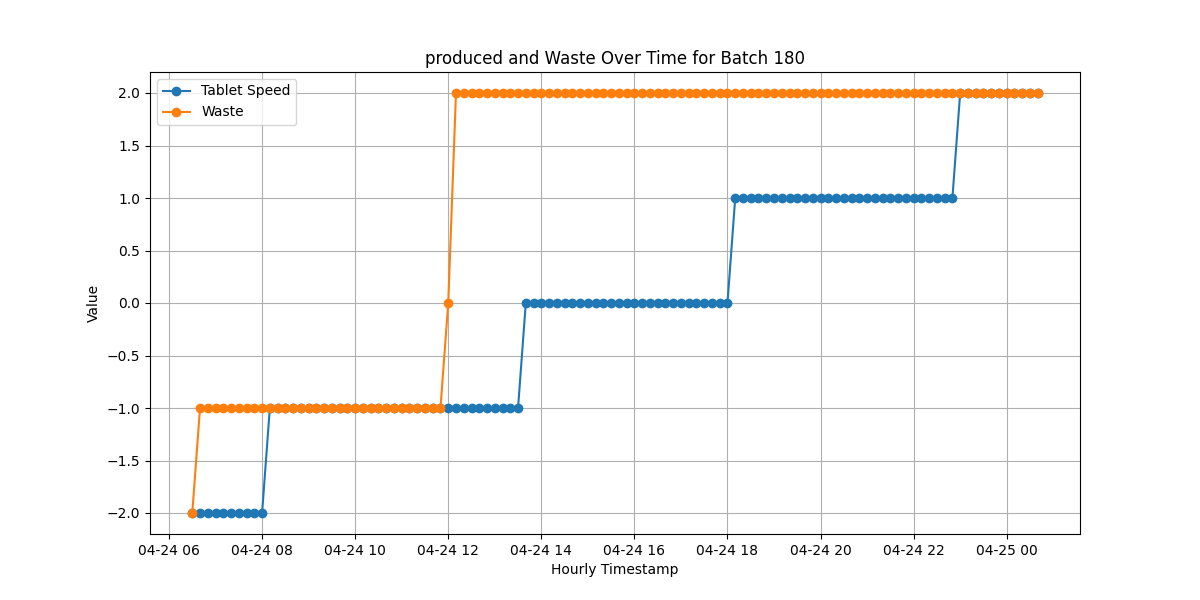 produced and Waste Over Time for Batch 180
Tablet Speed
Waste
2.0
1.5
1.0
0.5
0.0
−0.5
−1.0
−1.5
−2.0
Value
04-24 06 04-24 08 04-24 10 04-24 12 04-24 14 04-24 16 04-24 18 04-24 20 04-24 22 04-25 00
Hourly Timestamp